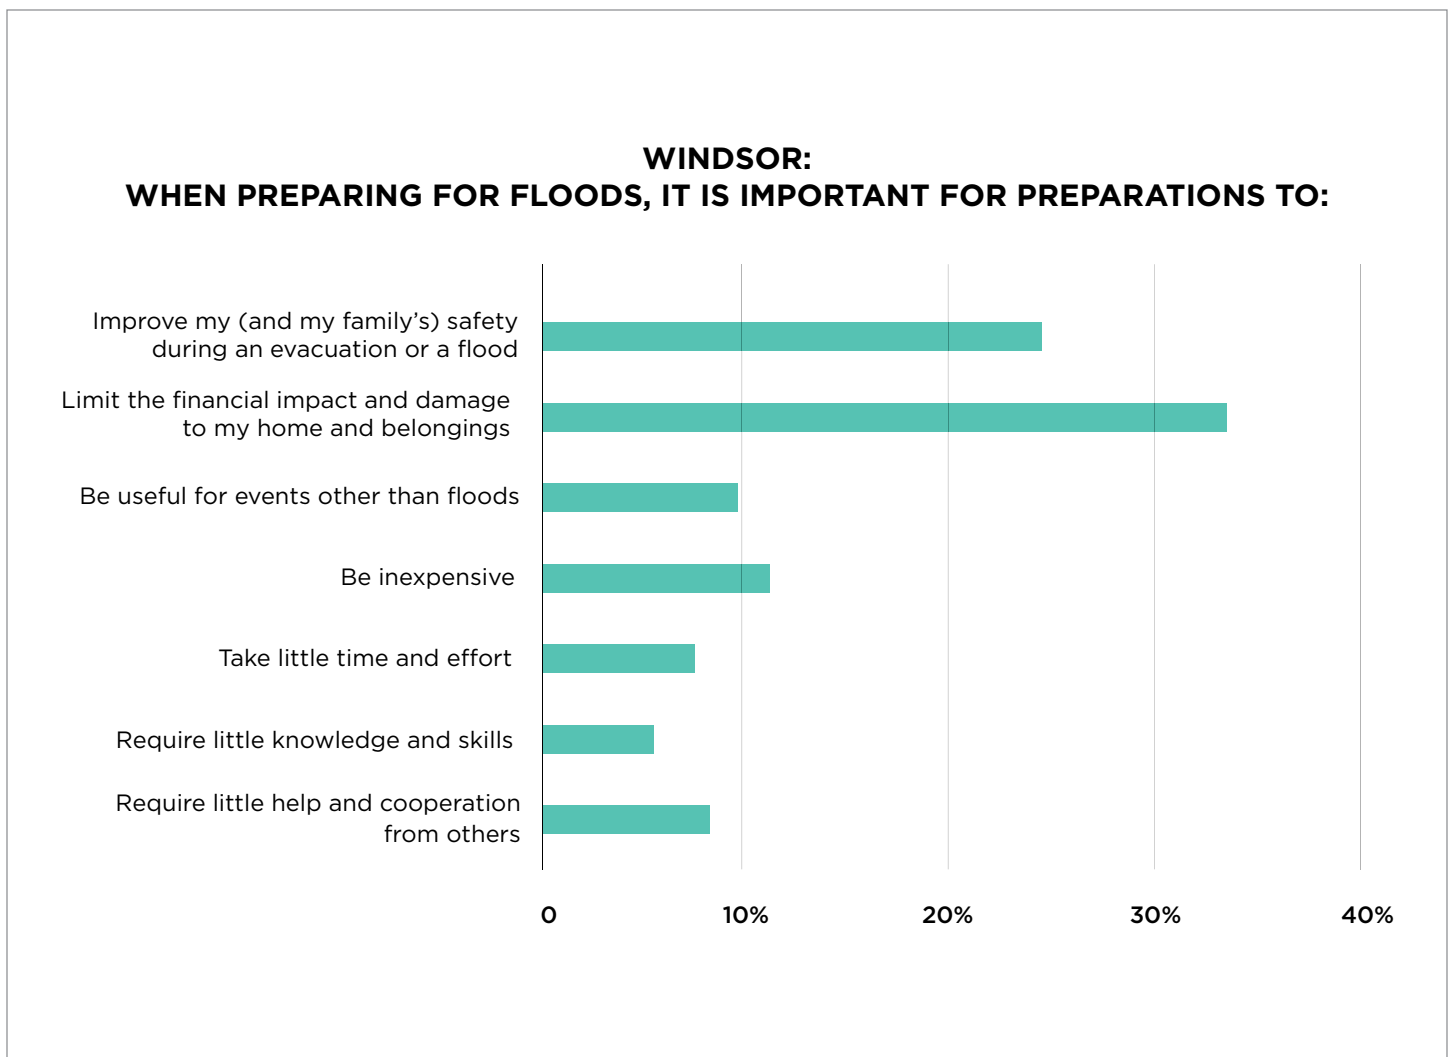 WINDSOR:
WHEN PREPARING FOR FLOODS, IT IS IMPORTANT FOR PREPARATIONS TO:
Improve my (and my family’s) safety
during an evacuation or a flood
Limit the financial impact and damage
to my home and belongings
Be useful for events other than floods
Be inexpensive
Take little time and effort
Require little knowledge and skills
Require little help and cooperation
from others
0 10% 20% 30% 40%